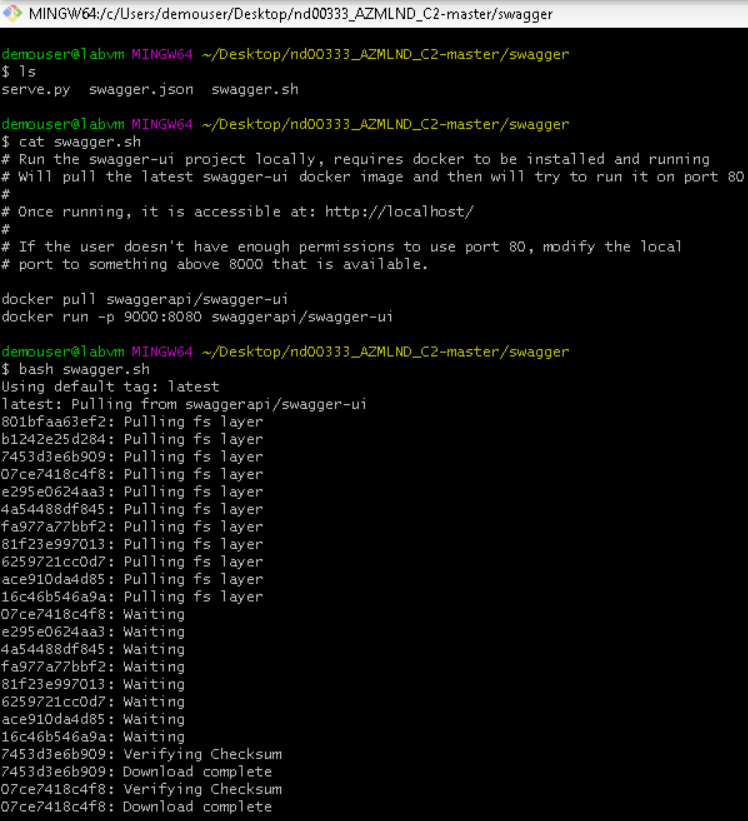 MINGW64:/c/Users/demouser/Desktop/nd00333_AZMLND_C2-master/swagger
demouser@labvm MINGW64 ~/Desktop/nd00333_AZMLND_C2-master/swagger
$ ls
serve.py  swagger.json  swagger.sh
demouser@labvm MINGW64 ~/Desktop/nd00333_AZMLND_C2-master/swagger
$ cat swagger.sh
# Run the swagger-ui project locally, requires docker to be installed and running
# Will pull the latest swagger-ui docker image and then will try to run it on port 80
#
# Once running, it is accessible at: http://localhost/
#
# If the user doesn't have enough permissions to use port 80, modify the local
# port to something above 8000 that is available.
docker pull swaggerapi/swagger-ui
docker run -p 9000:8080 swaggerapi/swagger-ui
demouser@labvm MINGW64 ~/Desktop/nd00333_AZMLND_C2-master/swagger
$ bash swagger.sh
Using default tag: latest
latest: Pulling from swaggerapi/swagger-ui
801bfaa63ef2: Pulling fs layer
b1242e25d284: Pulling fs layer
7453d3e6b909: Pulling fs layer
07ce7418c4f8: Pulling fs layer
e295e0624aa3: Pulling fs layer
4a54488df845: Pulling fs layer
fa977a77bbf2: Pulling fs layer
81f23e997013: Pulling fs layer
6259721cc0d7: Pulling fs layer
ace910da4d85: Pulling fs layer
16c46b546a9a: Pulling fs layer
07ce7418c4f8: Waiting
e295e0624aa3: Waiting
4a54488df845: Waiting
fa977a77bbf2: Waiting
81f23e997013: Waiting
6259721cc0d7: Waiting
ace910da4d85: Waiting
16c46b546a9a: Waiting
7453d3e6b909: Verifying Checksum
7453d3e6b909: Download complete
07ce7418c4f8: Verifying Checksum
07ce7418c4f8: Download complete